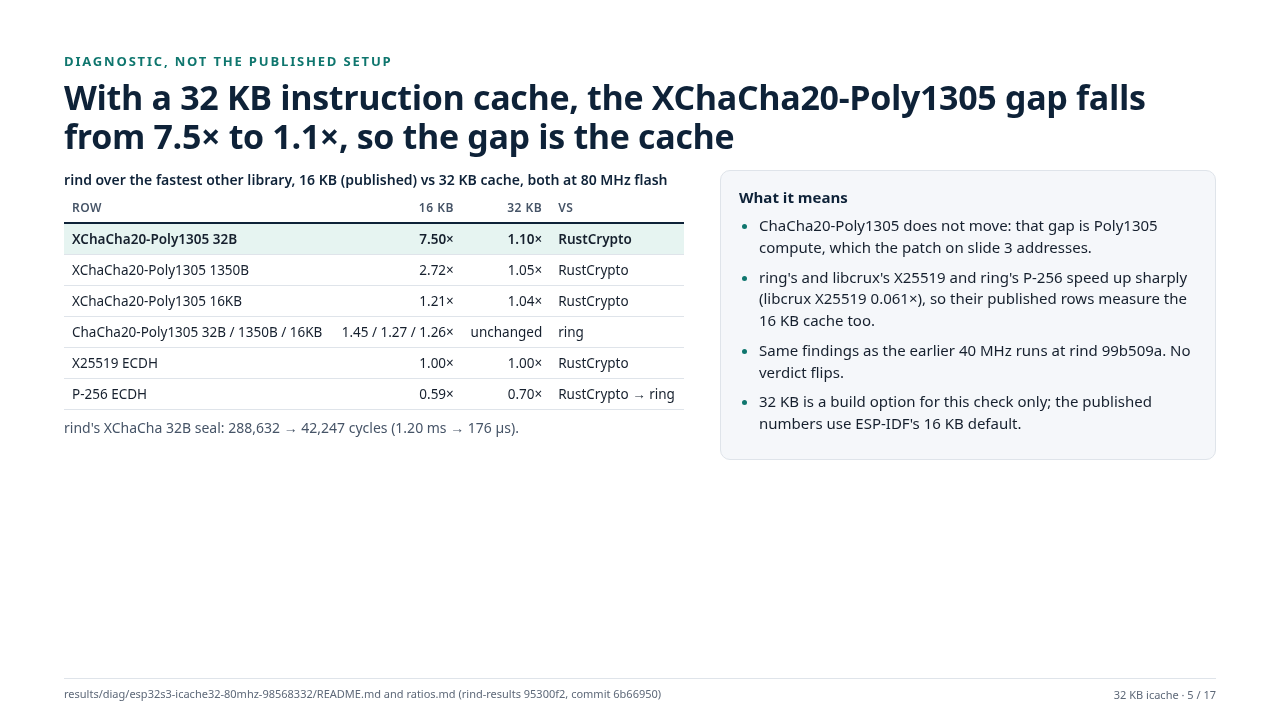 DIAGNOSTIC, NOT THE PUBLISHED SETUP
With a 32 KB instruction cache, the XChaCha20-Poly1305 gap falls
from 7.5× to 1.1×, so the gap is the cache
rind over the fastest other library, 16 KB (published) vs 32 KB cache, both at 80 MHz flash
ROW 16 KB 32 KB VS
XChaCha20-Poly1305 32B 7.50× 1.10× RustCrypto
XChaCha20-Poly1305 1350B 2.72× 1.05× RustCrypto
XChaCha20-Poly1305 16KB 1.21× 1.04× RustCrypto
ChaCha20-Poly1305 32B / 1350B / 16KB 1.45 / 1.27 / 1.26× unchanged ring
X25519 ECDH 1.00× 1.00× RustCrypto
P-256 ECDH 0.59× 0.70× RustCrypto → ring
rind's XChaCha 32B seal: 288,632 → 42,247 cycles (1.20 ms → 176 µs).
What it means
• ChaCha20-Poly1305 does not move: that gap is Poly1305
compute, which the patch on slide 3 addresses.
• ring's and libcrux's X25519 and ring's P-256 speed up sharply
(libcrux X25519 0.061×), so their published rows measure the
16 KB cache too.
• Same findings as the earlier 40 MHz runs at rind 99b509a. No
verdict flips.
• 32 KB is a build option for this check only; the published
numbers use ESP-IDF's 16 KB default.
results/diag/esp32s3-icache32-80mhz-98568332/README.md and ratios.md (rind-results 95300f2, commit 6b66950)
32 KB icache · 5 / 17